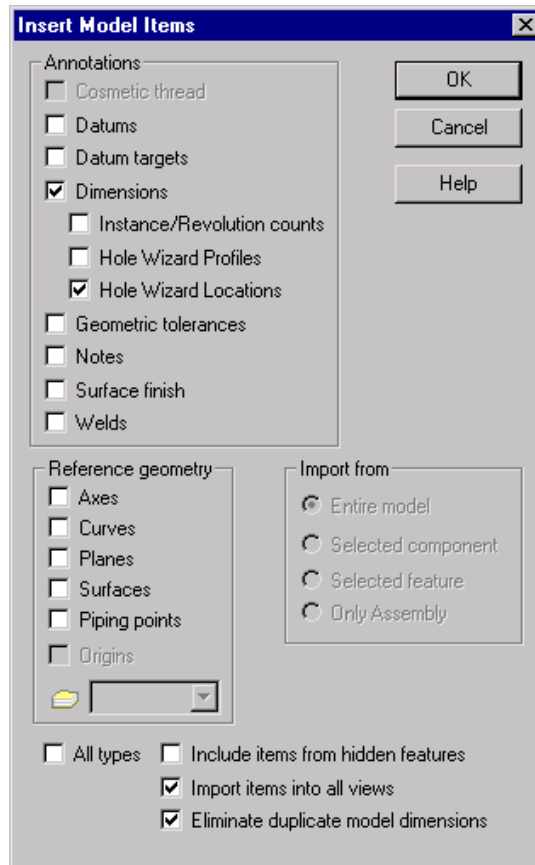 Insert Model Items
Annotations
Cosmetic thread
Datums
Datum targets
Dimensions
Instance/Revolution counts
Hole Wizard Profiles
Hole Wizard Locations
Geometric tolerances
Notes
Surface finish
Welds
OK
Cancel
Help
Reference geometry
Axes
Curves
Planes
Surfaces
Piping points
Origins
Import from
Entire model
Selected component
Selected feature
Only Assembly
All types
Include items from hidden features
Import items into all views
Eliminate duplicate model dimensions